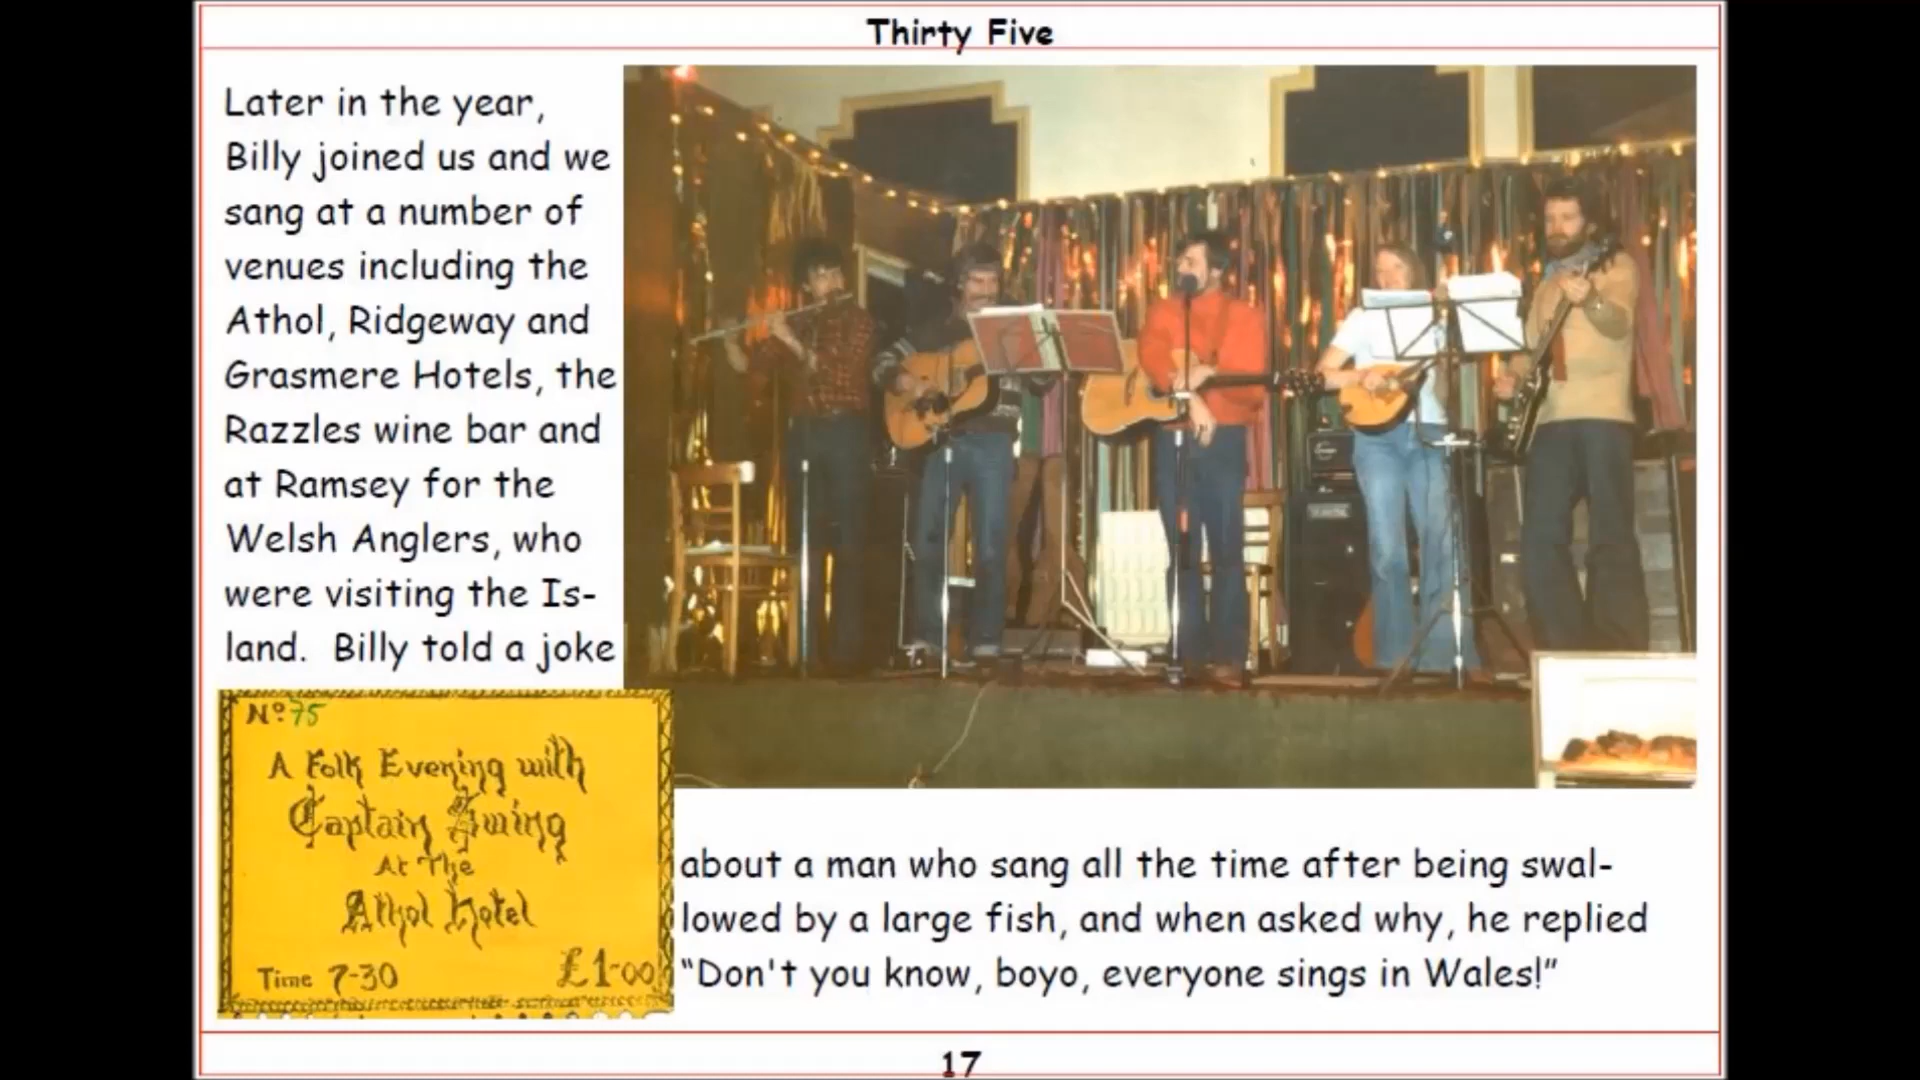 Thirty Five
Later in the year,
Billy joined us and we
sang at a number of
venues including the
Athol, Ridgeway and
Grasmere Hotels, the
Razzles wine bar and
at Ramsey for the
Welsh Anglers, who
were visiting the Is-
land.  Billy told a joke
Nº 75
A Folk Evening with
Captain Swing
At The
Athol Hotel
Time 7-30 £1-00
about a man who sang all the time after being swal-
lowed by a large fish, and when asked why, he replied
“Don't you know, boyo, everyone sings in Wales!”
17